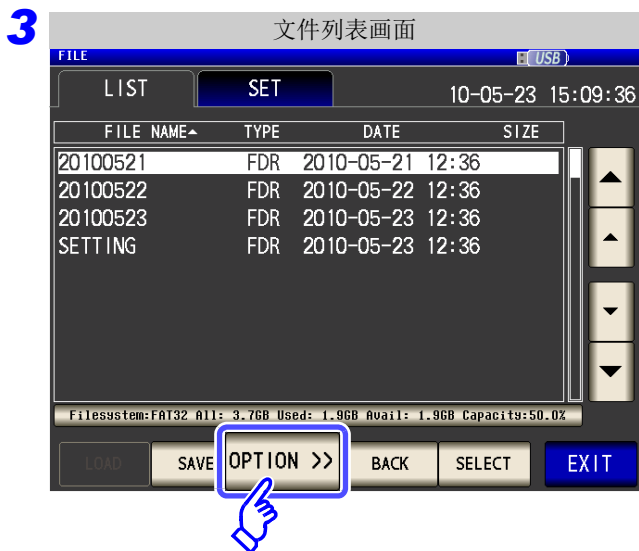 3
文件列表画面
FILE USB
LIST SET 10-05-23 15:09:36
FILE NAME▲ TYPE DATE SIZE
20100521 FDR 2010-05-21 12:36
20100522 FDR 2010-05-22 12:36
20100523 FDR 2010-05-23 12:36
SETTING FDR 2010-05-23 12:36
Filesystem:FAT32 All: 3.7GB Used: 1.9GB Avail: 1.9GB Capacity:50.0%
LOAD SAVE OPTION >> BACK SELECT EXIT